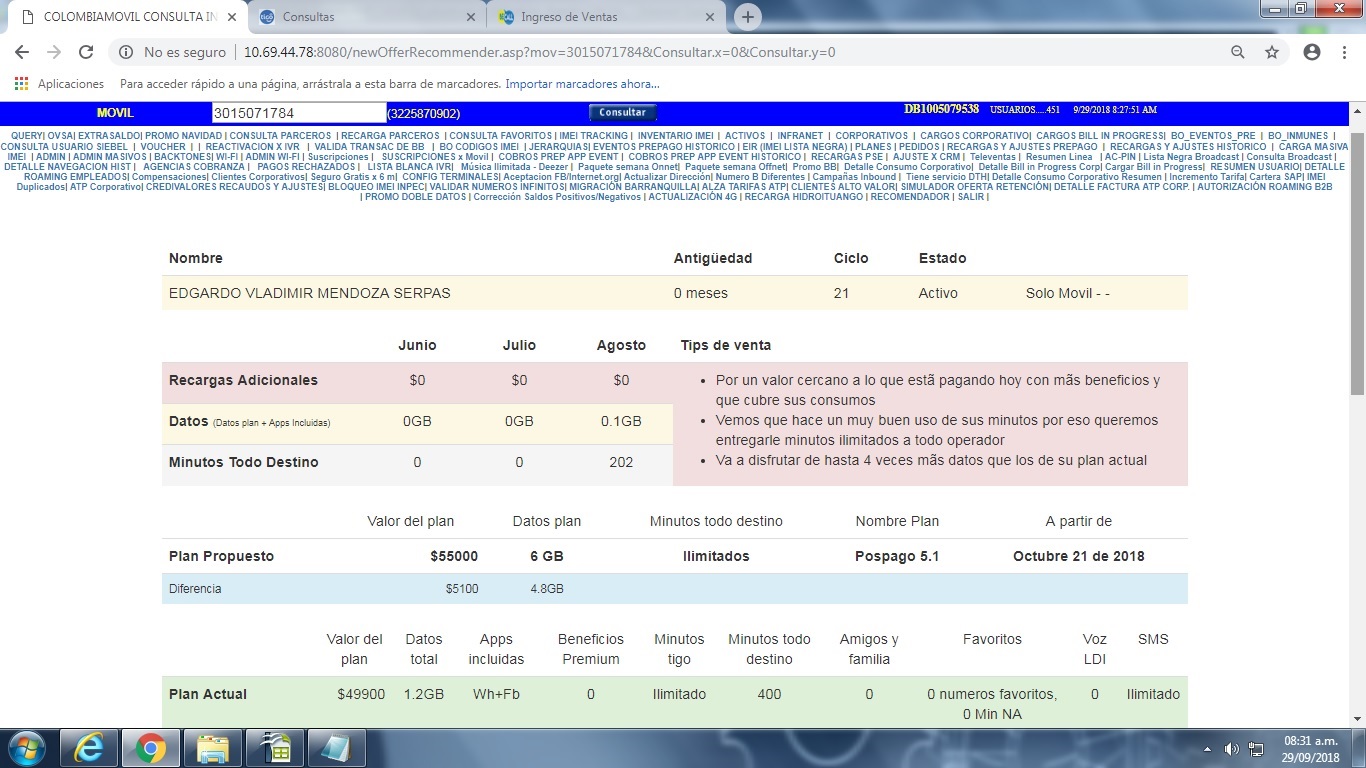 COLOMBIAMOVIL CONSULTA IN
Consultas
Ingreso de Ventas
No es seguro | 10.69.44.78:8080/newOfferRecommender.asp?mov=3015071784&Consultar.x=0&Consultar.y=0
Aplicaciones Para acceder rápido a una página, arrástrala a esta barra de marcadores. Importar marcadores ahora...
MOVIL 3015071784 (3225870902) Consultar DB1005079538 USUARIOS.....451 9/29/2018 8:27:51 AM
QUERY| OVSA| EXTRASALDO| PROMO NAVIDAD | CONSULTA PARCEROS | RECARGA PARCEROS | CONSULTA FAVORITOS | IMEI TRACKING | INVENTARIO IMEI | ACTIVOS | INFRANET | CORPORATIVOS | CARGOS CORPORATIVO| CARGOS BILL IN PROGRESS| BO_EVENTOS_PRE | BO_INMUNES |
CONSULTA USUARIO SIEBEL | VOUCHER | | REACTIVACION X IVR | VALIDA TRANSAC DE BB | BO CODIGOS IMEI | JERARQUIAS| EVENTOS PREPAGO HISTORICO | EIR (IMEI LISTA NEGRA) | PLANES | PEDIDOS | RECARGAS Y AJUSTES PREPAGO | RECARGAS Y AJUSTES HISTORICO | CARGA MASIVA
IMEI | ADMIN | ADMIN MASIVOS | BACKTONES| WI-FI | ADMIN WI-FI | Suscripciones | SUSCRIPCIONES x Movil | COBROS PREP APP EVENT | COBROS PREP APP EVENT HISTORICO | RECARGAS PSE | AJUSTE X CRM | Televentas | Resumen Linea | AC-PIN | Lista Negra Broadcast | Consulta Broadcast |
DETALLE NAVEGACION HIST | AGENCIAS COBRANZA | PAGOS RECHAZADOS | LISTA BLANCA IVR| Música Ilimitada - Deezer | Paquete semana Onnet| Paquete semana Offnet| Promo BB| Detalle Consumo Corporativo| Detalle Bill in Progress Corp| Cargar Bill in Progress| RESUMEN USUARIO| DETALLE
ROAMING EMPLEADOS| Compensaciones| Clientes Corporativos| Seguro Gratis x 6 m| CONFIG TERMINALES| Aceptacion FB/Internet.org| Actualizar Dirección| Numero B Diferentes | Campañas Inbound | Tiene servicio DTH| Detalle Consumo Corporativo Resumen | Incremento Tarifa| Cartera SAP| IMEI
Duplicados| ATP Corporativo| CREDIVALORES RECAUDOS Y AJUSTES| BLOQUEO IMEI INPEC| VALIDAR NUMEROS INFINITOS| MIGRACIÓN BARRANQUILLA| ALZA TARIFAS ATP| CLIENTES ALTO VALOR| SIMULADOR OFERTA RETENCIÓN| DETALLE FACTURA ATP CORP. | AUTORIZACIÓN ROAMING B2B
| PROMO DOBLE DATOS | Corrección Saldos Positivos/Negativos | ACTUALIZACIÓN 4G | RECARGA HIDROITUANGO | RECOMENDADOR | SALIR |
Nombre Antigüedad Ciclo Estado
EDGARDO VLADIMIR MENDOZA SERPAS 0 meses 21 Activo Solo Movil - -
Junio Julio Agosto Tips de venta
Recargas Adicionales $0 $0 $0
• Por un valor cercano a lo que estã pagando hoy con mãs beneficios y
que cubre sus consumos
Datos (Datos plan + Apps Incluidas) 0GB 0GB 0.1GB
• Vemos que hace un muy buen uso de sus minutos por eso queremos
entregarle minutos ilimitados a todo operador
Minutos Todo Destino 0 0 202
• Va a disfrutar de hasta 4 veces mãs datos que los de su plan actual
Valor del plan Datos plan Minutos todo destino Nombre Plan A partir de
Plan Propuesto $55000 6 GB Ilimitados Pospago 5.1 Octubre 21 de 2018
Diferencia $5100 4.8GB
Valor del plan Datos total Apps incluidas Beneficios Premium Minutos tigo Minutos todo destino Amigos y familia Favoritos Voz LDI SMS
Plan Actual $49900 1.2GB Wh+Fb 0 Ilimitado 400 0 0 numeros favoritos, 0 Ilimitado
0 Min NA
08:31 a.m.
29/09/2018